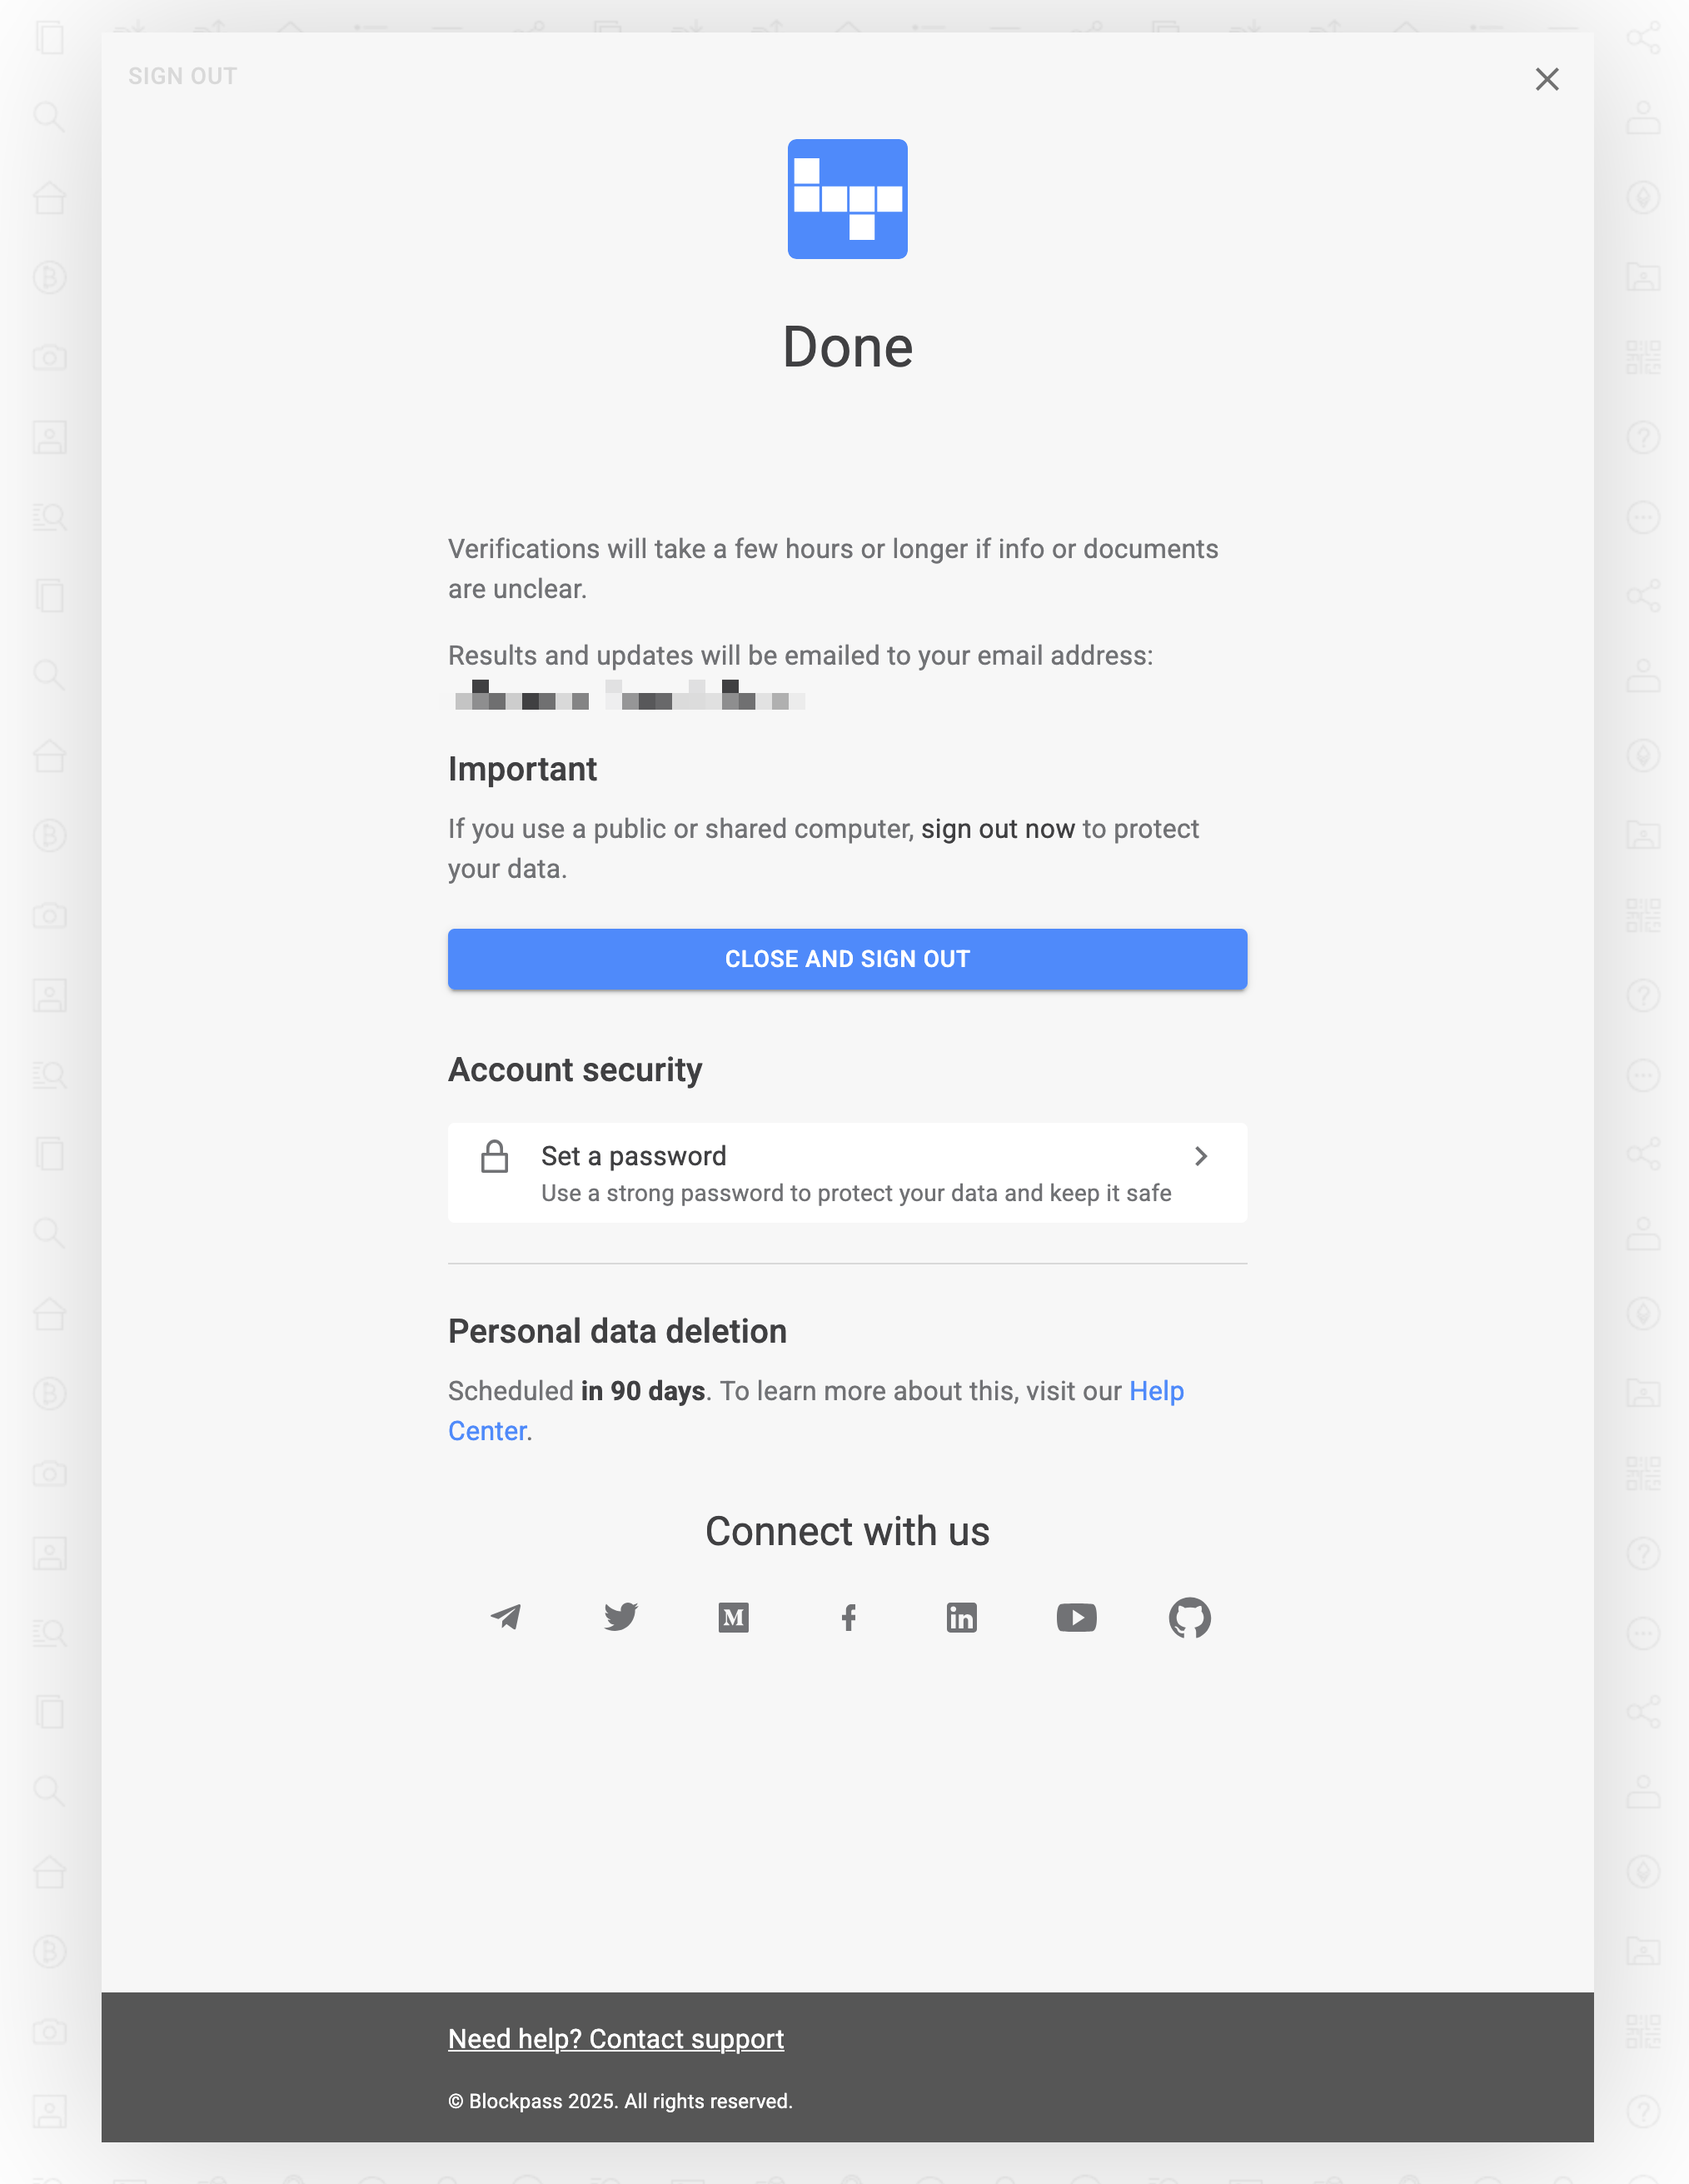 SIGN OUT
Done
Verifications will take a few hours or longer if info or documents
are unclear.
Results and updates will be emailed to your email address:
Important
If you use a public or shared computer, sign out now to protect
your data.
CLOSE AND SIGN OUT
Account security
Set a password
Use a strong password to protect your data and keep it safe
Personal data deletion
Scheduled in 90 days. To learn more about this, visit our Help
Center.
Connect with us
Need help? Contact support
© Blockpass 2025. All rights reserved.